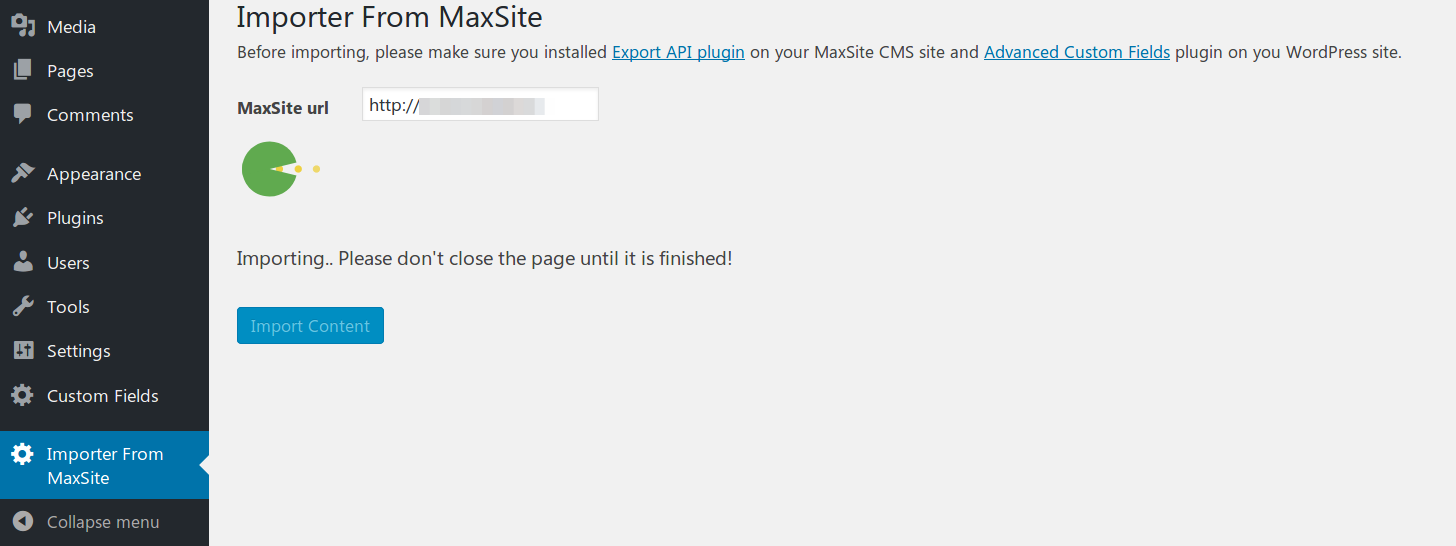 Media
Pages
Comments
Appearance
Plugins
Users
Tools
Settings
Custom Fields
Importer From
MaxSite
Collapse menu
Importer From MaxSite
Before importing, please make sure you installed Export API plugin on your MaxSite CMS site and Advanced Custom Fields plugin on you WordPress site.
MaxSite url http://
Importing.. Please don't close the page until it is finished!
Import Content